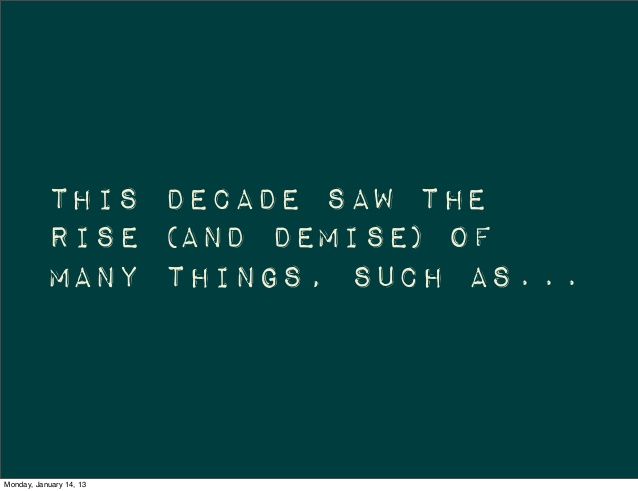 THIS DECADE SAW THE
RISE (AND DEMISE) OF
MANY THINGS, SUCH AS...
Monday, January 14, 13